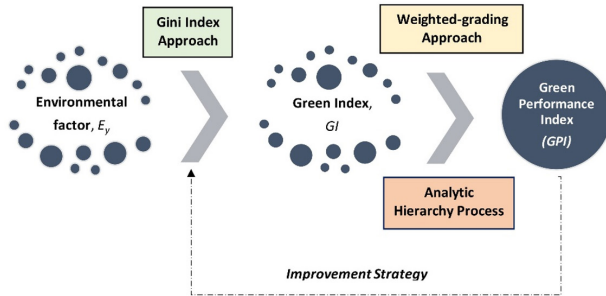 Gini Index
Approach
Weighted-grading
Approach
Environmental
factor, Eᵧ
Green Index,
GI
Green
Performance
Index
(GPI)
Analytic
Hierarchy Process
Improvement Strategy